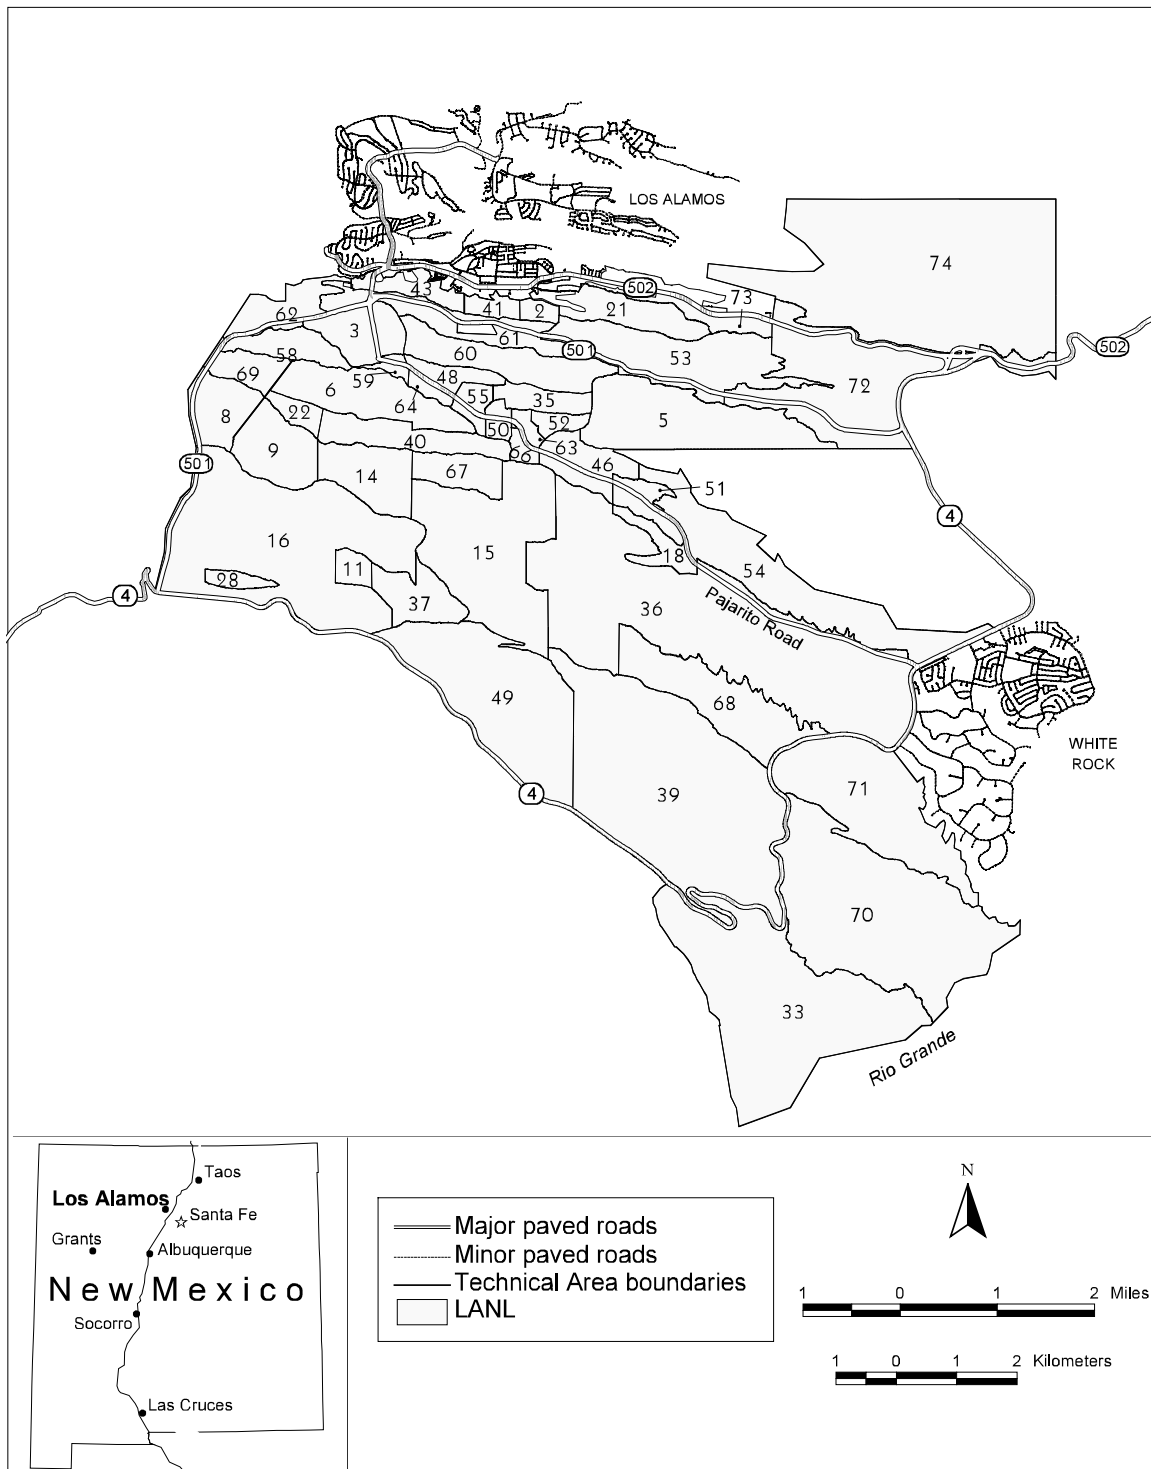 LOS ALAMOS
74
502
43
73
62
41
2
21
3
61
502
501
53
60
58
59
48
72
69
6
64
55
35
8
22
50
52
5
9
40
66
63
501
14
67
46
51
4
16
15
18
54
28
11
37
36
Pajarito Road
4
49
68
WHITE
ROCK
4
39
71
70
33
Rio Grande
Taos
Los Alamos
Santa Fe
Grants
Albuquerque
New Mexico
Socorro
Las Cruces
Major paved roads
Minor paved roads
Technical Area boundaries
LANL
N
1 0 1 2 Miles
1 0 1 2 Kilometers